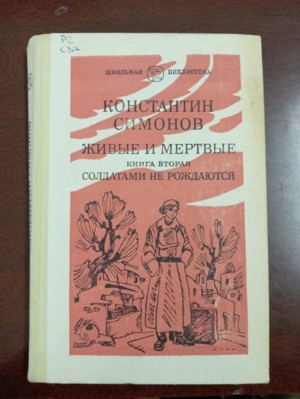 Р2
С37
ШКОЛЬНАЯ БИБЛИОТЕКА
КОНСТАНТИН
СИМОНОВ
ЖИВЫЕ И МЕРТВЫЕ
КНИГА ВТОРАЯ
СОЛДАТАМИ НЕ РОЖДАЮТСЯ